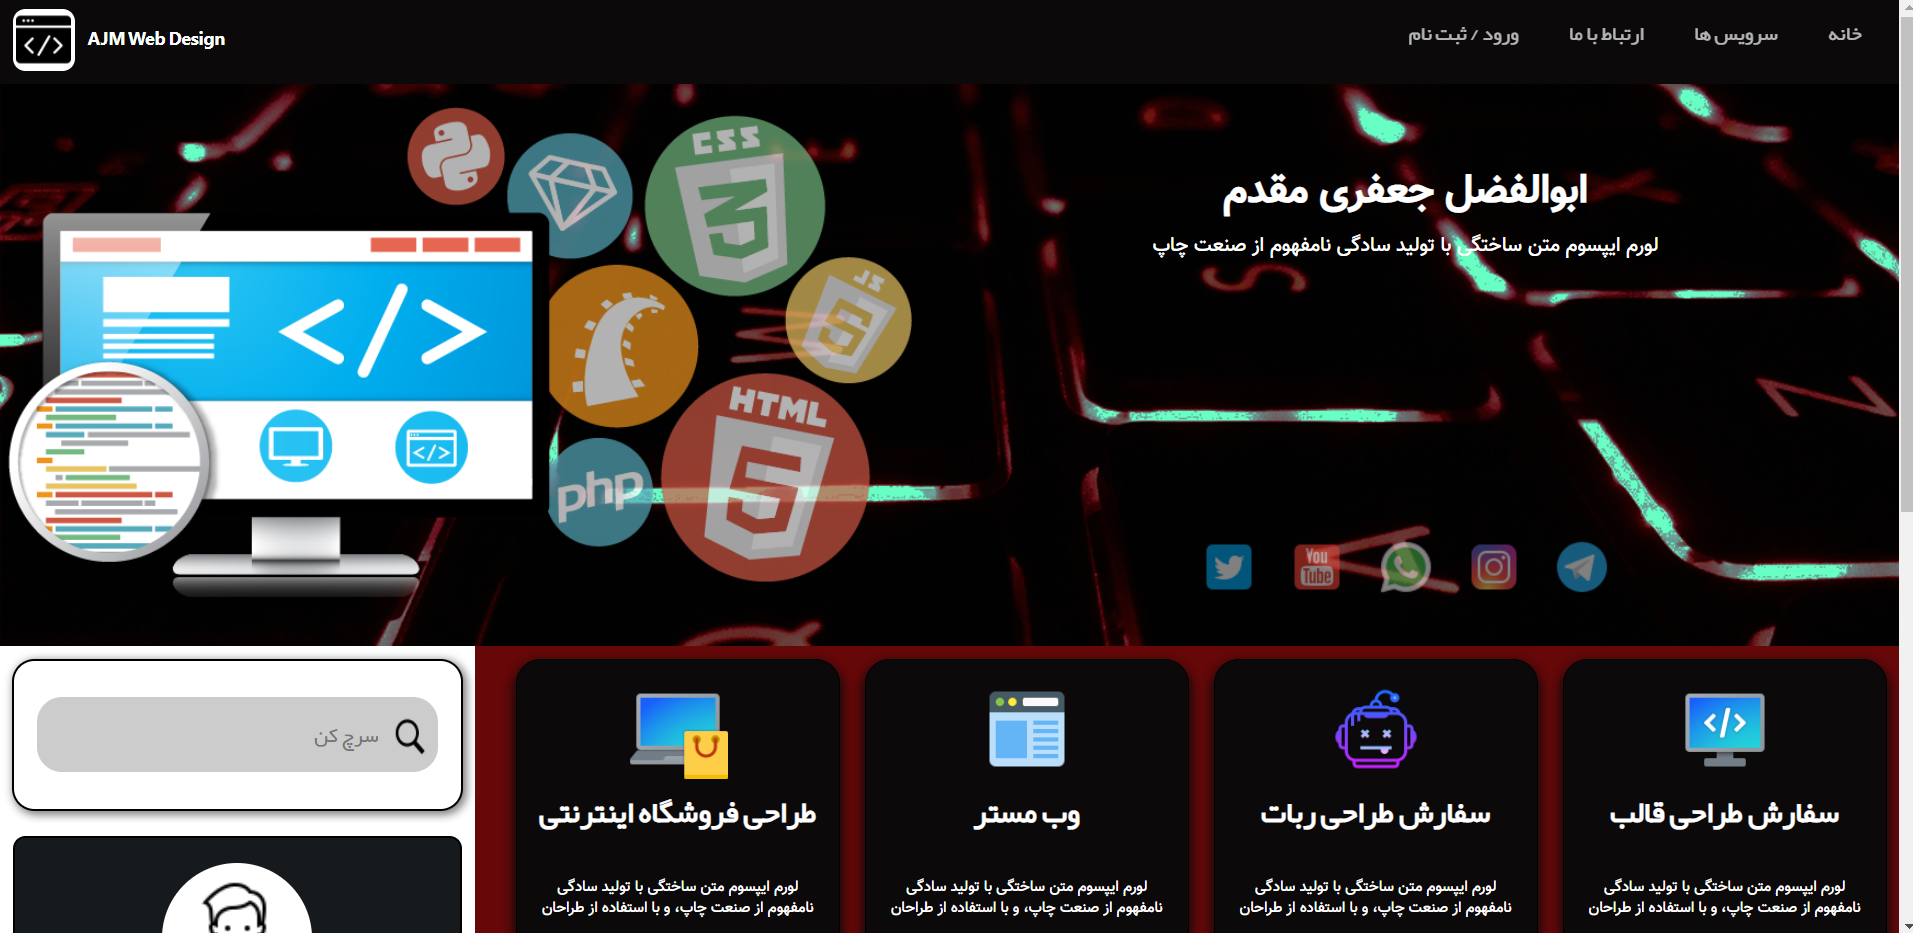 خانه
سرویس ها
ارتباط با ما
ورود / ثبت نام
AJM Web Design
ابوالفضل جعفری مقدم
لورم ایپسوم متن ساختگی با تولید سادگی نامفهوم از صنعت چاپ
CSS
JS
HTML
php
</>
</>
You
Tube
سفارش طراحی قالب
لورم ایپسوم متن ساختگی با تولید سادگی
نامفهوم از صنعت چاپ، و با استفاده از طراحان
سفارش طراحی ربات
لورم ایپسوم متن ساختگی با تولید سادگی
نامفهوم از صنعت چاپ، و با استفاده از طراحان
وب مستر
لورم ایپسوم متن ساختگی با تولید سادگی
نامفهوم از صنعت چاپ، و با استفاده از طراحان
طراحی فروشگاه اینترنتی
لورم ایپسوم متن ساختگی با تولید سادگی
نامفهوم از صنعت چاپ، و با استفاده از طراحان
سرچ کن